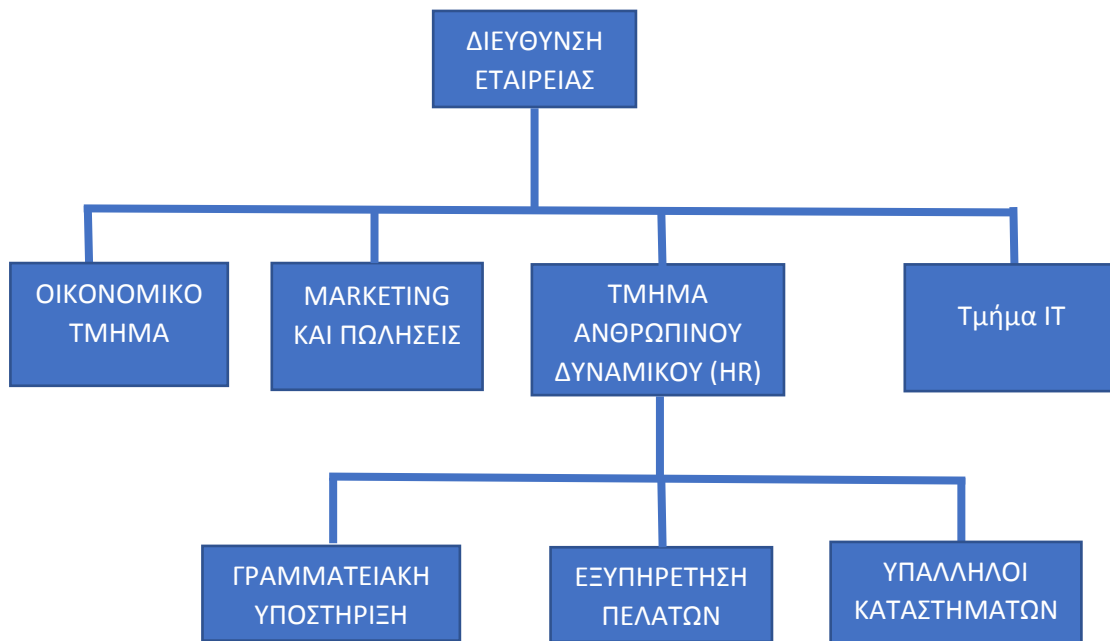 ΔΙΕΥΘΥΝΣΗ
ΕΤΑΙΡΕΙΑΣ
ΟΙΚΟΝΟΜΙΚΟ
ΤΜΗΜΑ
MARKETING
ΚΑΙ ΠΩΛΗΣΕΙΣ
ΤΜΗΜΑ
ΑΝΘΡΩΠΙΝΟΥ
ΔΥΝΑΜΙΚΟΥ (HR)
Τμήμα IT
ΓΡΑΜΜΑΤΕΙΑΚΗ
ΥΠΟΣΤΗΡΙΞΗ
ΕΞΥΠΗΡΕΤΗΣΗ
ΠΕΛΑΤΩΝ
ΥΠΑΛΛΗΛΟΙ
ΚΑΤΑΣΤΗΜΑΤΩΝ